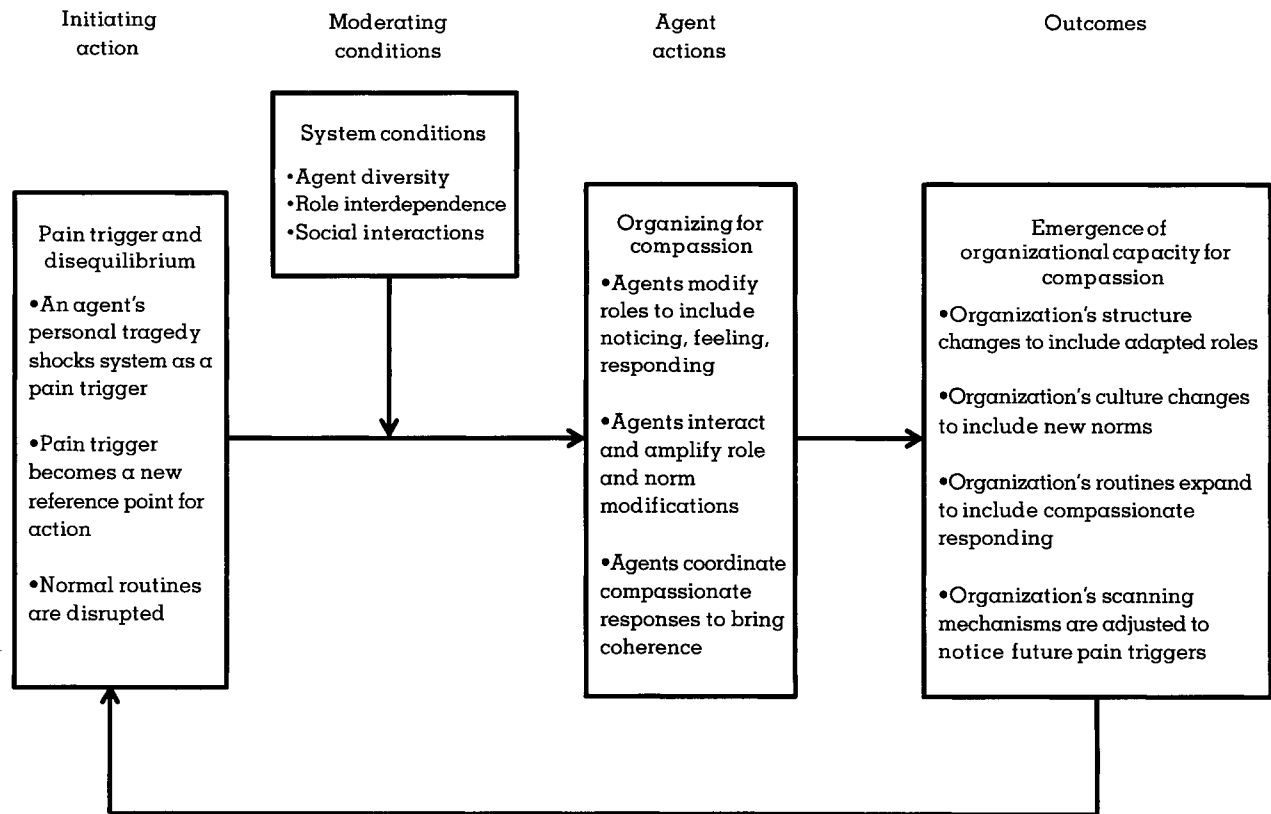 Initiating
action
Moderating
conditions
Agent
actions
Outcomes
System conditions
•Agent diversity
•Role interdependence
•Social interactions
Pain trigger and
disequilibrium
•An agent's
personal tragedy
shocks system as a
pain trigger
•Pain trigger
becomes a new
reference point for
action
•Normal routines
are disrupted
Organizing for
compassion
•Agents modify
roles to include
noticing, feeling,
responding
•Agents interact
and amplify role
and norm
modifications
•Agents coordinate
compassionate
responses to bring
coherence
Emergence of
organizational capacity for
compassion
•Organization's structure
changes to include adapted roles
•Organization's culture changes
to include new norms
•Organization's routines expand
to include compassionate
responding
•Organization's scanning
mechanisms are adjusted to
notice future pain triggers